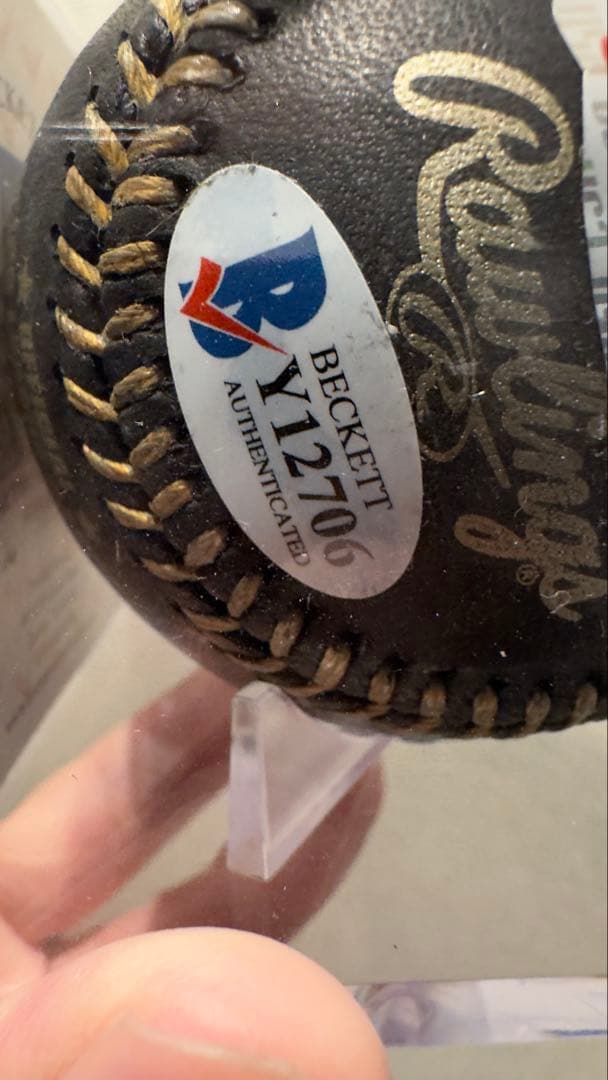 BECKETT
Y12706
AUTHENTICATED
Rawlings®
R